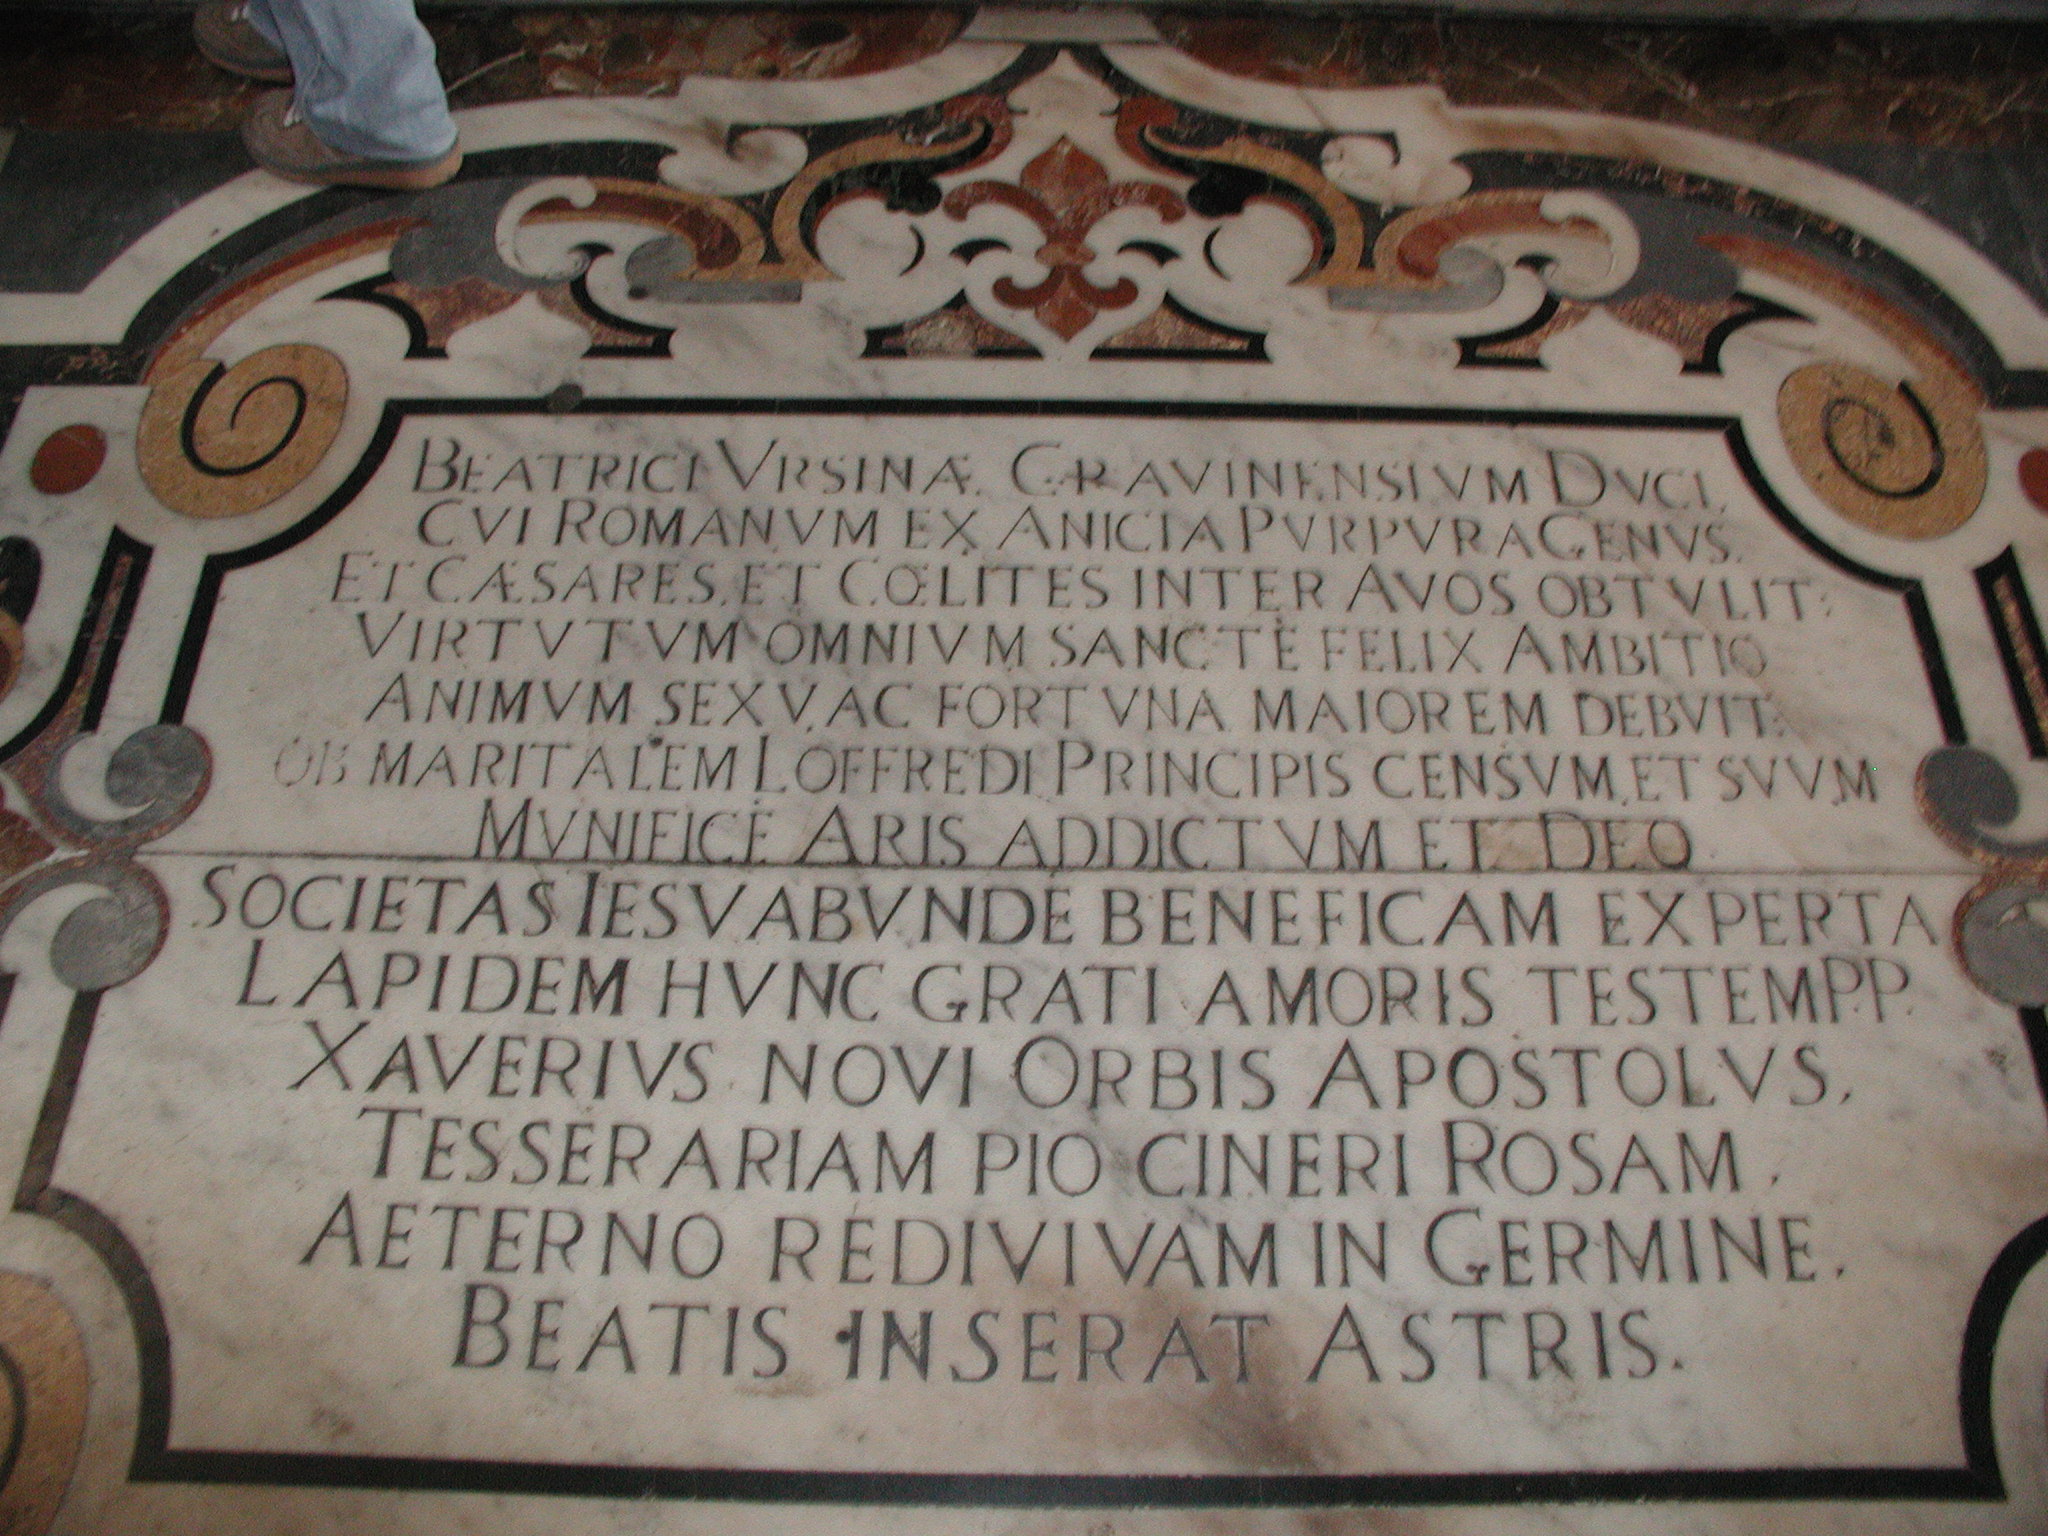 BEATRICI VRSINÆ GRAVINENSIVM DVCI,
CVI ROMANVM EX ANICIA PVRPVRA GENVS.
ET CÆSARES, ET CŒLITES INTER AVOS OBTVLIT:
VIRTVTVM OMNIVM SANCTÈ FELIX AMBITIO
ANIMVM SEXV, AC FORTVNA MAIOREM DEBVIT:
OB MARITALEM LOFFREDI PRINCIPIS CENSVM, ET SVVM
MVNIFICÈ ARIS ADDICTVM ET DEO
SOCIETAS IESV ABVNDE BENEFICAM EXPERTA
LAPIDEM HVNC GRATI AMORIS TESTEM P.P.
XAVERIVS NOVI ORBIS APOSTOLVS,
TESSERARIAM PIO CINERI ROSAM,
AETERNO REDIVIVAM IN GERMINE,
BEATIS INSERAT ASTRIS.